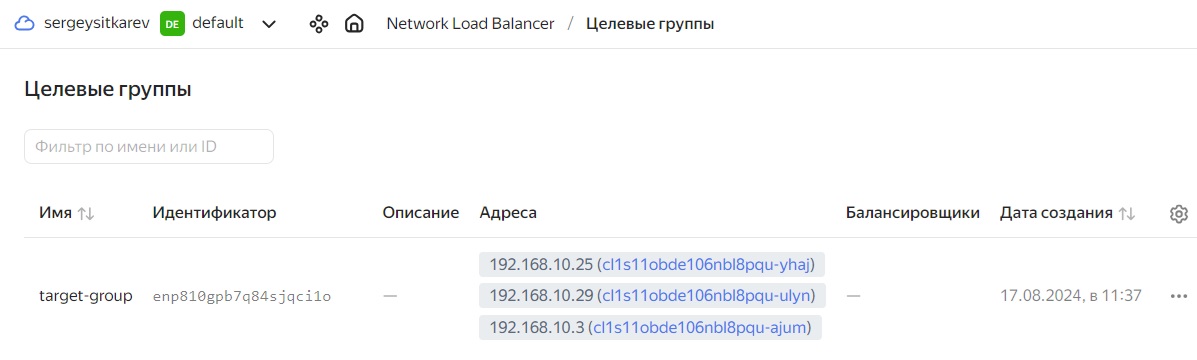 sergeysitkarev DE default Network Load Balancer / Целевые группы
Целевые группы
Фильтр по имени или ID
Имя Идентификатор Описание Адреса Балансировщики Дата создания
192.168.10.25 (cl1s11obde106nbl8pqu-yhaj)
target-group enp810gpb7q84sjqci1o — 192.168.10.29 (cl1s11obde106nbl8pqu-ulyn) — 17.08.2024, в 11:37
192.168.10.3 (cl1s11obde106nbl8pqu-ajum)